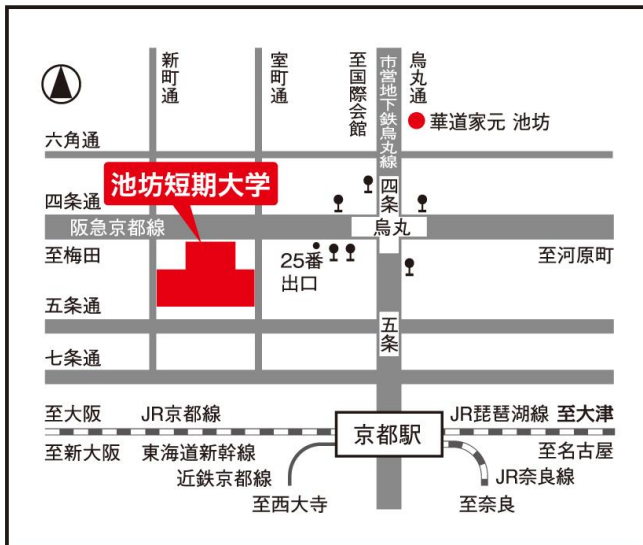 新町通
室町通
至国際会館
市営地下鉄烏丸線
烏丸通
華道家元 池坊
六角通
池坊短期大学
四条通
四条
阪急京都線
烏丸
至梅田
25番
出口
至河原町
五条通
五条
七条通
至大阪
JR京都線
京都駅
JR琵琶湖線
至大津
至新大阪
東海道新幹線
至名古屋
近鉄京都線
JR奈良線
至西大寺
至奈良